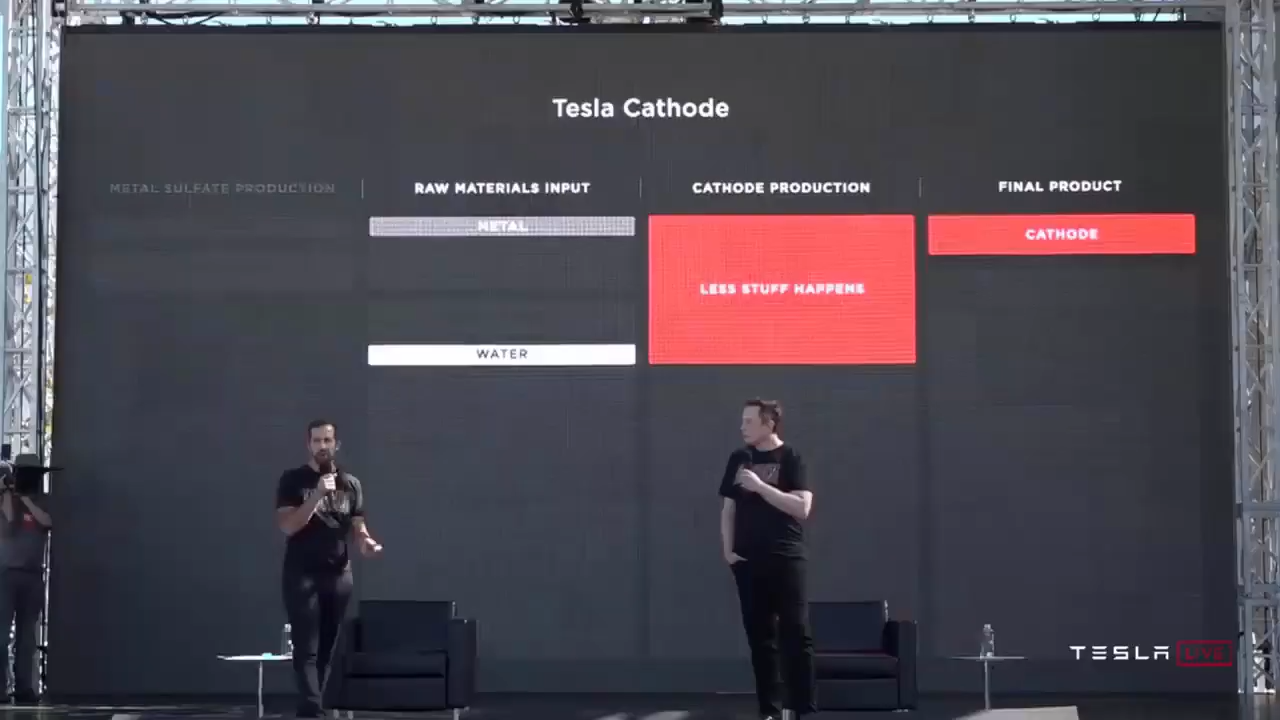 Tesla Cathode
METAL SULFATE PRODUCTION
RAW MATERIALS INPUT
CATHODE PRODUCTION
FINAL PRODUCT
METAL
CATHODE
LESS STUFF HAPPENS
WATER
TESLA LIVE